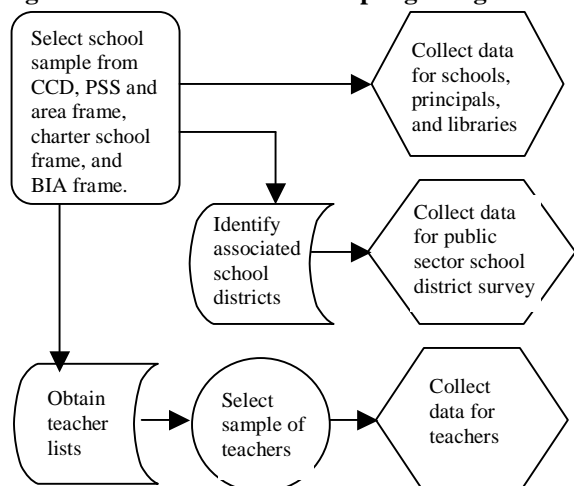 Select school
sample from
CCD, PSS and
area frame,
charter school
frame, and
BIA frame.
Collect data
for schools,
principals,
and libraries
Identify
associated
school
districts
Collect data
for public
sector school
district survey
Obtain
teacher
lists
Select
sample of
teachers
Collect
data for
teachers